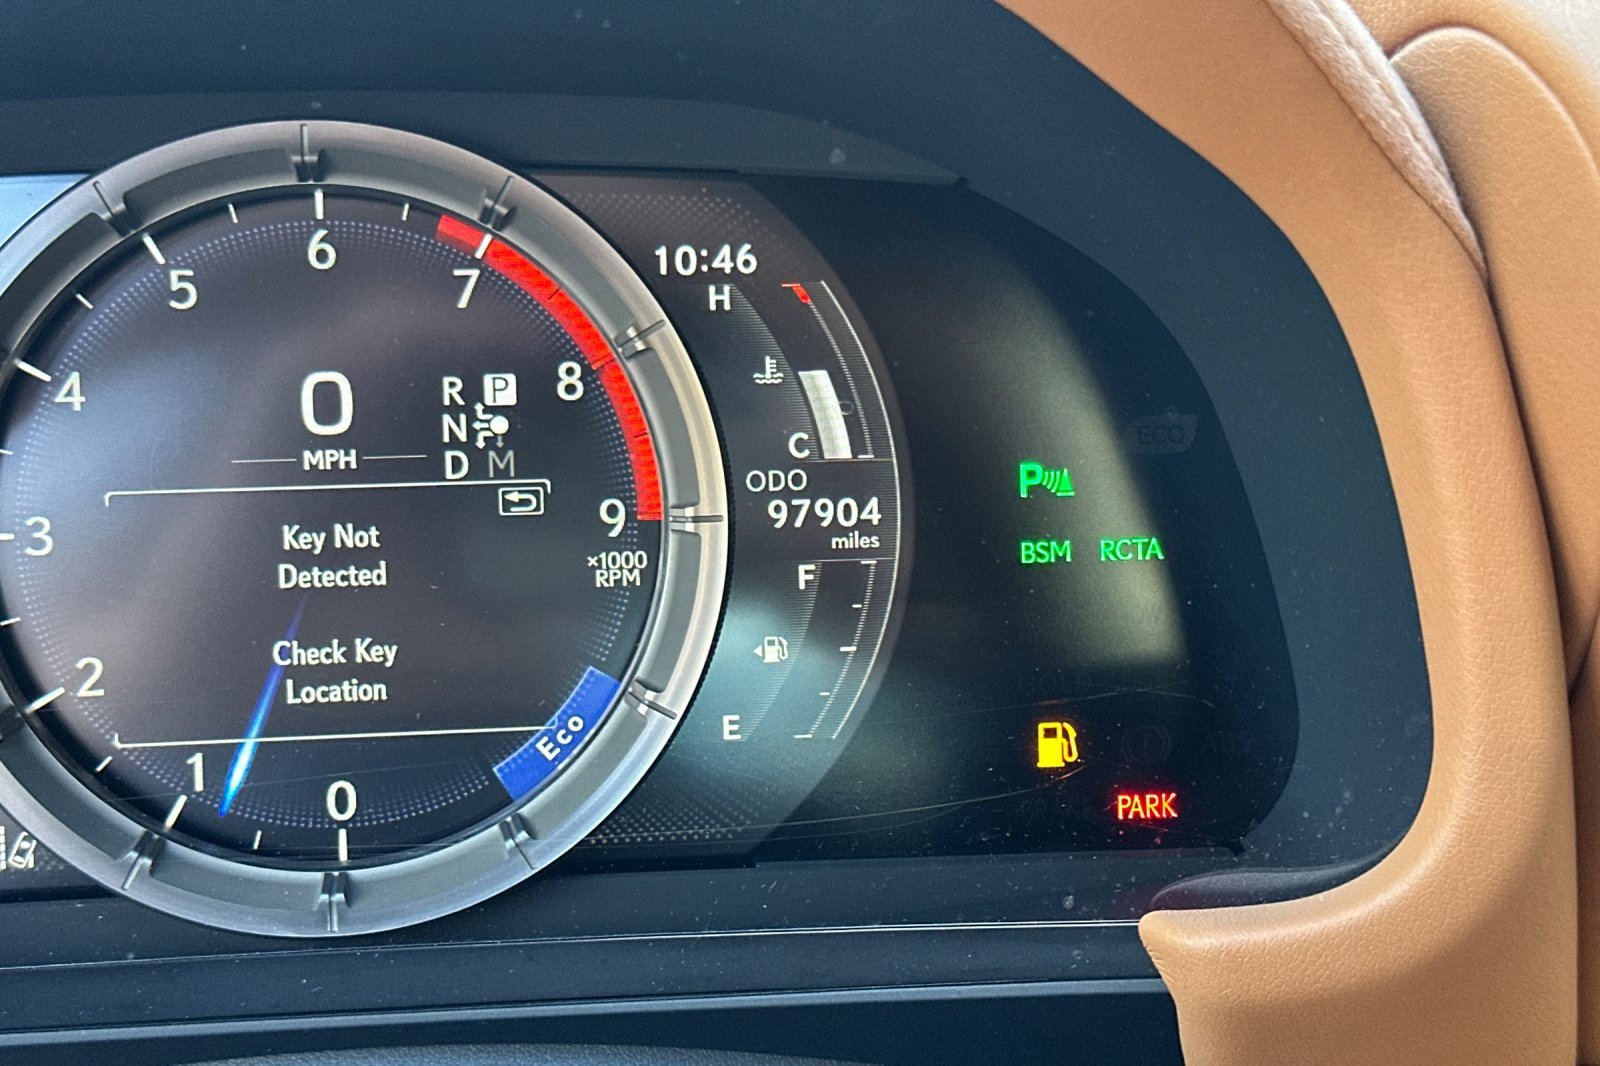 10:46
H
6
5
7
4
8
0
R P
N
D M
MPH
C
ODO
97904
miles
3
9
×1000
RPM
Key Not
Detected
Check Key
Location
F
E
2
1
0
Eco
ECO
P
BSM RCTA
PARK